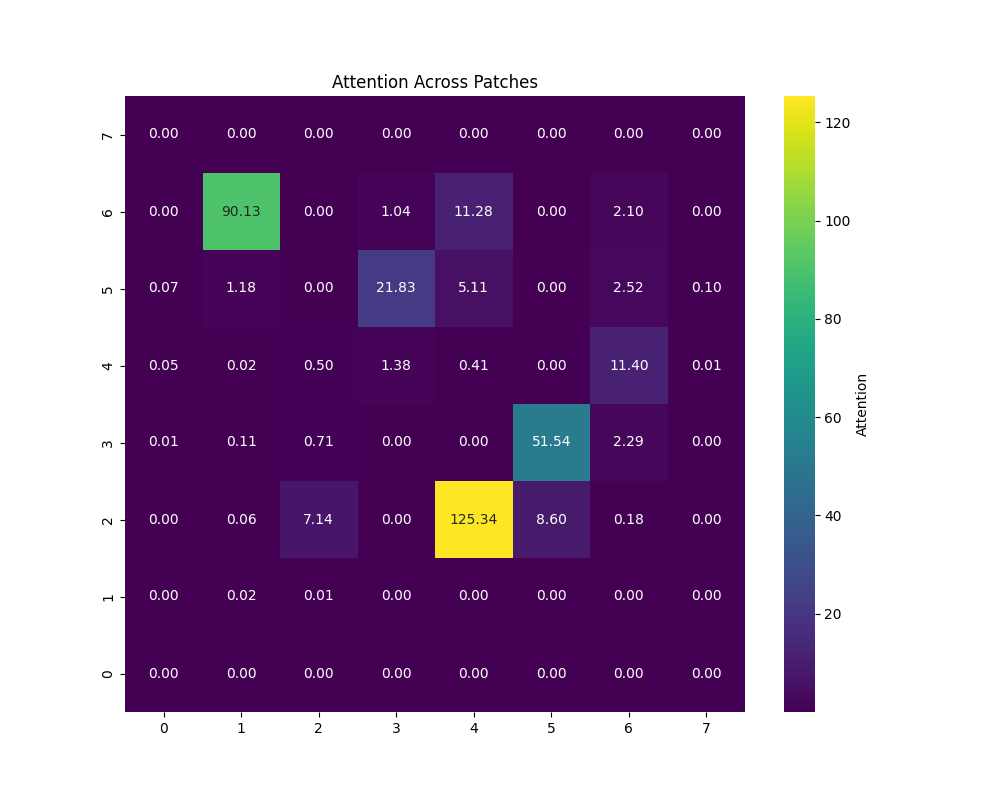 Attention Across Patches
7 0.00 0.00 0.00 0.00 0.00 0.00 0.00 0.00
6 0.00 90.13 0.00 1.04 11.28 0.00 2.10 0.00
5 0.07 1.18 0.00 21.83 5.11 0.00 2.52 0.10
4 0.05 0.02 0.50 1.38 0.41 0.00 11.40 0.01
3 0.01 0.11 0.71 0.00 0.00 51.54 2.29 0.00
2 0.00 0.06 7.14 0.00 125.34 8.60 0.18 0.00
1 0.00 0.02 0.01 0.00 0.00 0.00 0.00 0.00
0 0.00 0.00 0.00 0.00 0.00 0.00 0.00 0.00
0 1 2 3 4 5 6 7
120
100
80
60
40
20
Attention